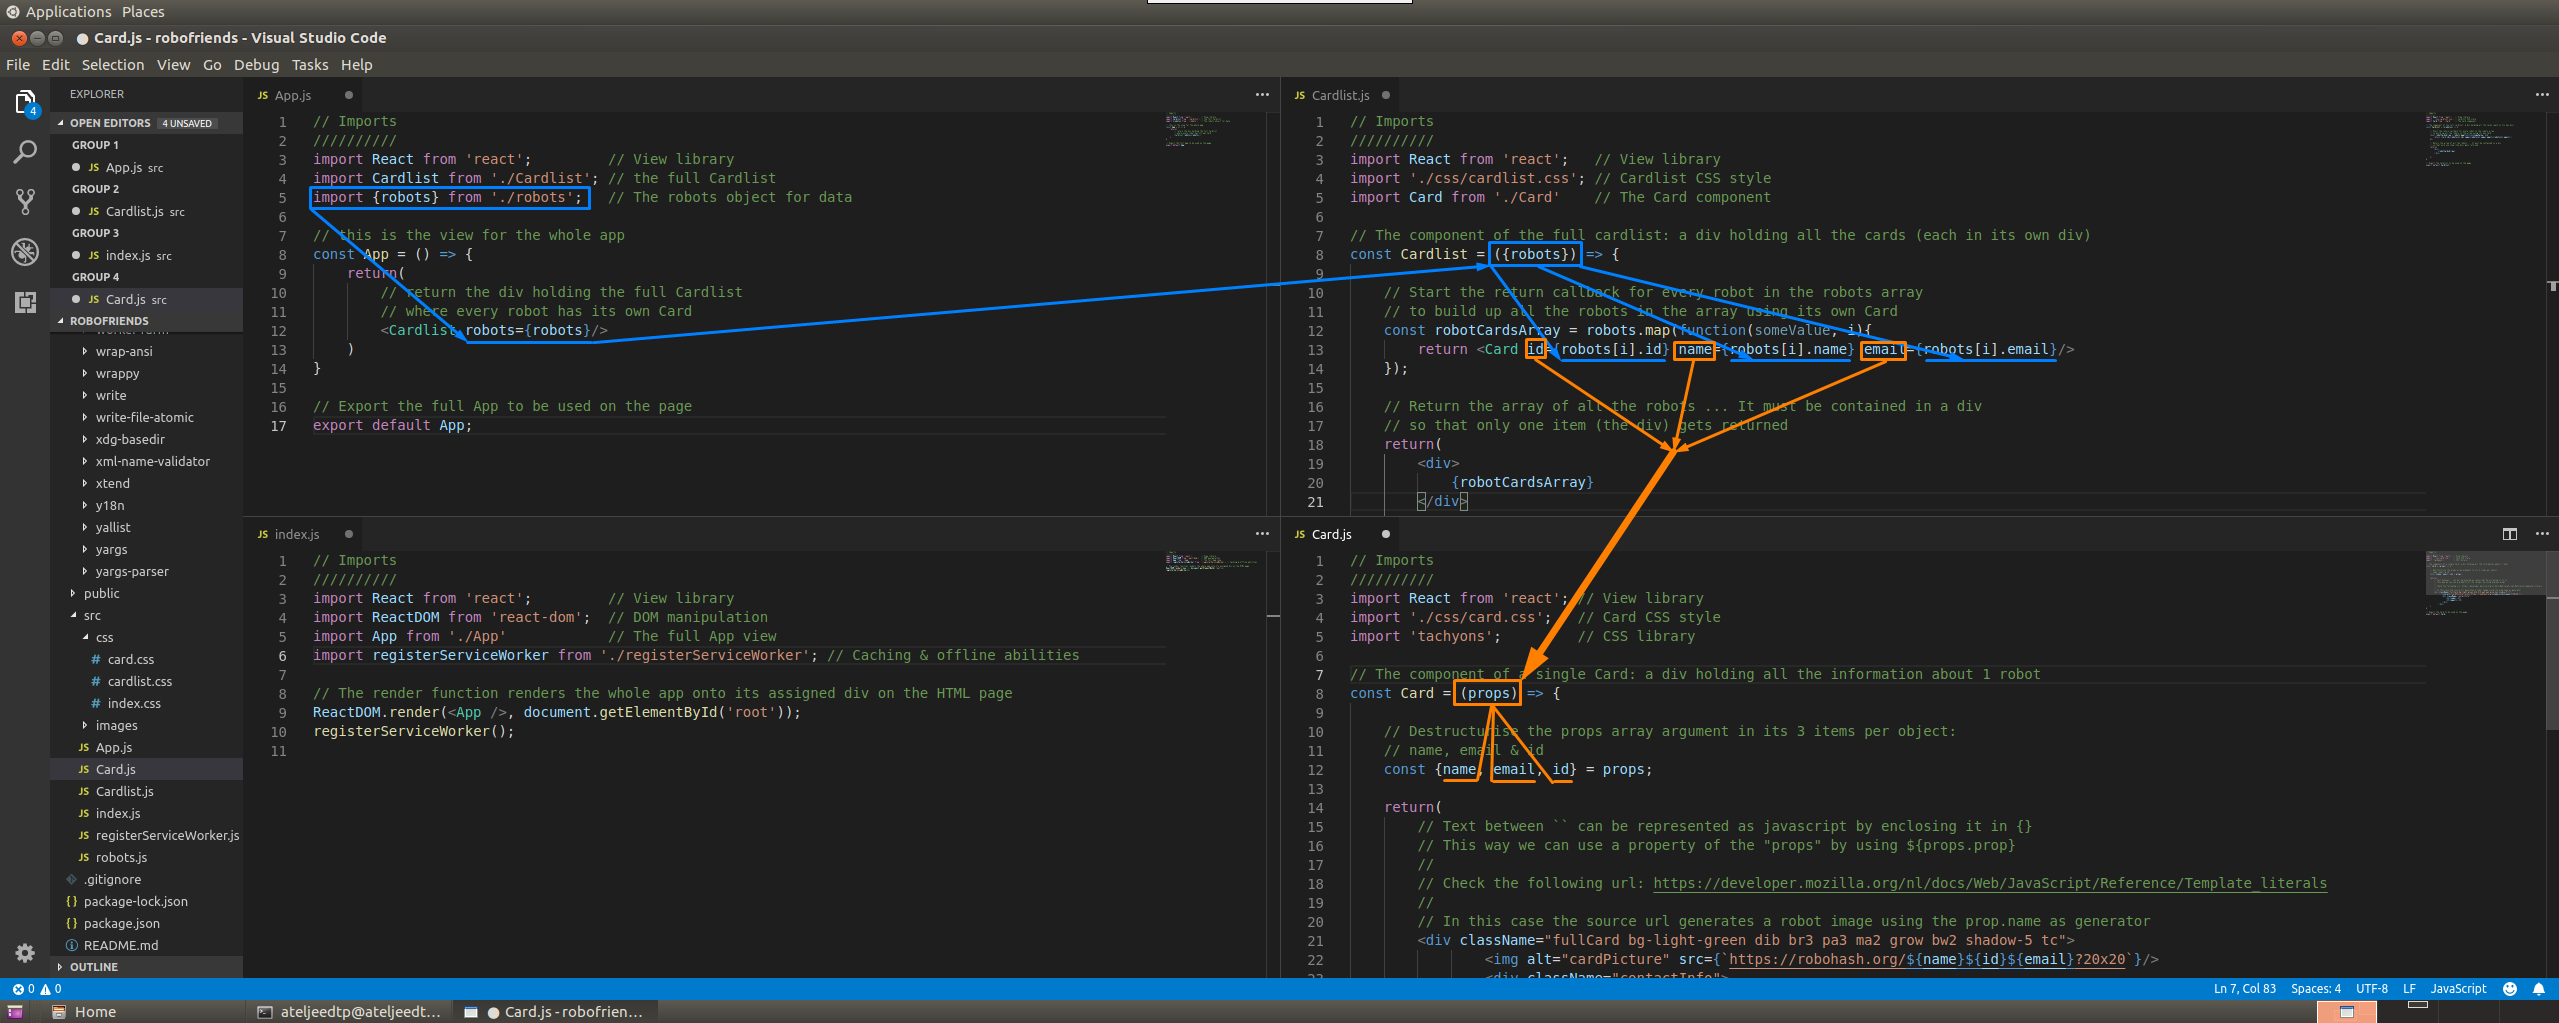 Applications Places
Card.js - robofriends - Visual Studio Code
File Edit Selection View Go Debug Tasks Help
4
EXPLORER
OPEN EDITORS 4 UNSAVED
GROUP 1
JS App.js src
GROUP 2
JS Cardlist.js src
GROUP 3
JS index.js src
GROUP 4
JS Card.js src
ROBOFRIENDS
wrap-ansi
wrappy
write
write-file-atomic
xdg-basedir
xml-name-validator
xtend
y18n
yallist
yargs
yargs-parser
public
src
css
# card.css
# cardlist.css
# index.css
images
JS App.js
JS Card.js
JS Cardlist.js
JS index.js
JS registerServiceWorker.js
JS robots.js
.gitignore
{} package-lock.json
{} package.json
README.md
OUTLINE
JS App.js
1 // Imports
2 //////////
3 import React from 'react'; // View library
4 import Cardlist from './Cardlist'; // the full Cardlist
5 import {robots} from './robots'; // The robots object for data
6
7 // this is the view for the whole app
8 const App = () => {
9 return(
10 // return the div holding the full Cardlist
11 // where every robot has its own Card
12 <Cardlist robots={robots}/>
13 )
14 }
15
16 // Export the full App to be used on the page
17 export default App;
JS Cardlist.js
1 // Imports
2 //////////
3 import React from 'react'; // View library
4 import './css/cardlist.css'; // Cardlist CSS style
5 import Card from './Card' // The Card component
6
7 // The component of the full cardlist: a div holding all the cards (each in its own div)
8 const Cardlist = ({robots}) => {
9
10 // Start the return callback for every robot in the robots array
11 // to build up all the robots in the array using its own Card
12 const robotCardsArray = robots.map(function(someValue, i){
13 return <Card id={robots[i].id} name={robots[i].name} email={robots[i].email}/>
14 });
15
16 // Return the array of all the robots ... It must be contained in a div
17 // so that only one item (the div) gets returned
18 return(
19 <div>
20 {robotCardsArray}
21 </div>
JS index.js
1 // Imports
2 //////////
3 import React from 'react'; // View library
4 import ReactDOM from 'react-dom'; // DOM manipulation
5 import App from './App' // The full App view
6 import registerServiceWorker from './registerServiceWorker'; // Caching & offline abilities
7
8 // The render function renders the whole app onto its assigned div on the HTML page
9 ReactDOM.render(<App />, document.getElementById('root'));
10 registerServiceWorker();
11
JS Card.js
1 // Imports
2 //////////
3 import React from 'react'; // View library
4 import './css/card.css'; // Card CSS style
5 import 'tachyons'; // CSS library
6
7 // The component of a single Card: a div holding all the information about 1 robot
8 const Card = (props) => {
9
10 // Destructurise the props array argument in its 3 items per object:
11 // name, email & id
12 const {name, email, id} = props;
13
14 return(
15 // Text between `` can be represented as javascript by enclosing it in {}
16 // This way we can use a property of the "props" by using ${props.prop}
17 //
18 // Check the following url: https://developer.mozilla.org/nl/docs/Web/JavaScript/Reference/Template_literals
19 //
20 // In this case the source url generates a robot image using the prop.name as generator
21 <div className="fullCard bg-light-green dib br3 pa3 ma2 grow bw2 shadow-5 tc">
22 <img alt="cardPicture" src={`https://robohash.org/${name}${id}${email}?20x20`}/>
23 <div className="contactInfo">
0 0 Ln 7, Col 83 Spaces: 4 UTF-8 LF JavaScript
Home ateljeedtp@ateljeedt... Card.js - robofrien...